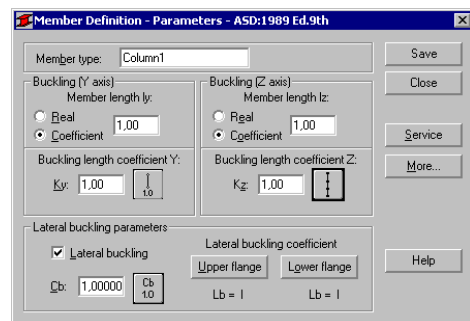 Member Definition - Parameters - ASD:1989 Ed.9th
Member type: Column1
Save
Close
Service
More...
Help
Buckling (Y axis)
Member length ly:
Real
Coefficient
1,00
Buckling length coefficient Y:
Ky: 1,00
1.0
Buckling (Z axis)
Member length lz:
Real
Coefficient
1,00
Buckling length coefficient Z:
Kz: 1,00
Lateral buckling parameters
Lateral buckling
Cb: 1,00000
Cb
1.0
Lateral buckling coefficient
Upper flange Lower flange
Lb = l Lb = l